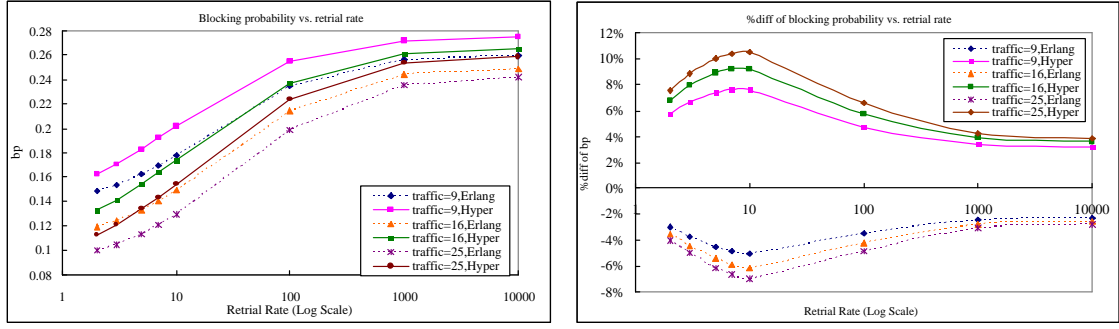 Blocking probability vs. retrial rate
0.28
0.26
0.24
0.22
0.2
0.18
0.16
0.14
0.12
0.1
0.08
bp
1
10
100
1000
10000
Retrial Rate (Log Scale)
traffic=9,Erlang
traffic=9,Hyper
traffic=16,Erlang
traffic=16,Hyper
traffic=25,Erlang
traffic=25,Hyper
%diff of blocking probability vs. retrial rate
12%
10%
8%
6%
4%
2%
0%
-2%
-4%
-6%
-8%
%diff of bp
1
10
100
1000
10000
Retrial Rate (Log Scale)
traffic=9,Erlang
traffic=9,Hyper
traffic=16,Erlang
traffic=16,Hyper
traffic=25,Erlang
traffic=25,Hyper